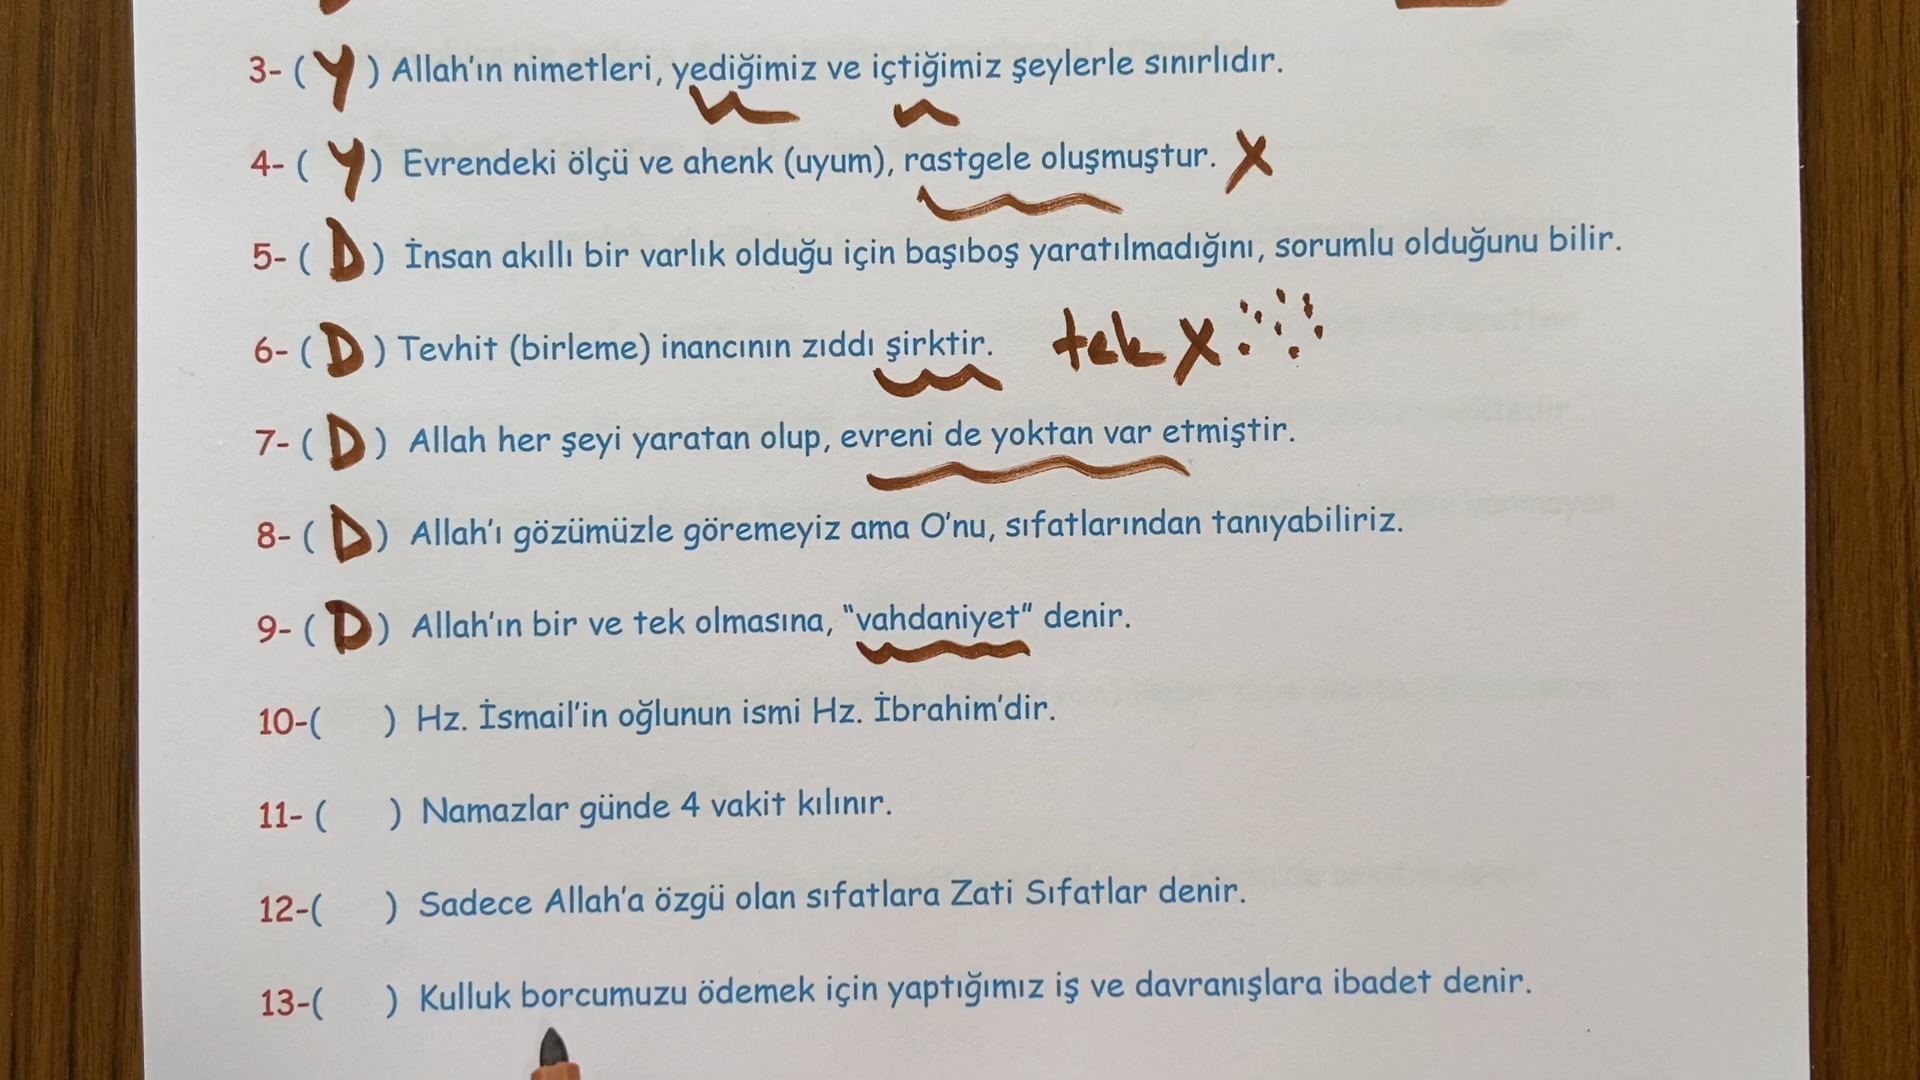 3- ( Y ) Allah'ın nimetleri, yediğimiz ve içtiğimiz şeylerle sınırlıdır.
4- ( Y ) Evrendeki ölçü ve ahenk (uyum), rastgele oluşmuştur. X
5- ( D ) İnsan akıllı bir varlık olduğu için başıboş yaratılmadığını, sorumlu olduğunu bilir.
6- ( D ) Tevhit (birleme) inancının zıddı şirktir. tek X
7- ( D ) Allah her şeyi yaratan olup, evreni de yoktan var etmiştir.
8- ( D ) Allah'ı gözümüzle göremeyiz ama O'nu, sıfatlarından tanıyabiliriz.
9- ( D ) Allah'ın bir ve tek olmasına, "vahdaniyet" denir.
10-( ) Hz. İsmail'in oğlunun ismi Hz. İbrahim'dir.
11- ( ) Namazlar günde 4 vakit kılınır.
12-( ) Sadece Allah'a özgü olan sıfatlara Zati Sıfatlar denir.
13-( ) Kulluk borcumuzu ödemek için yaptığımız iş ve davranışlara ibadet denir.